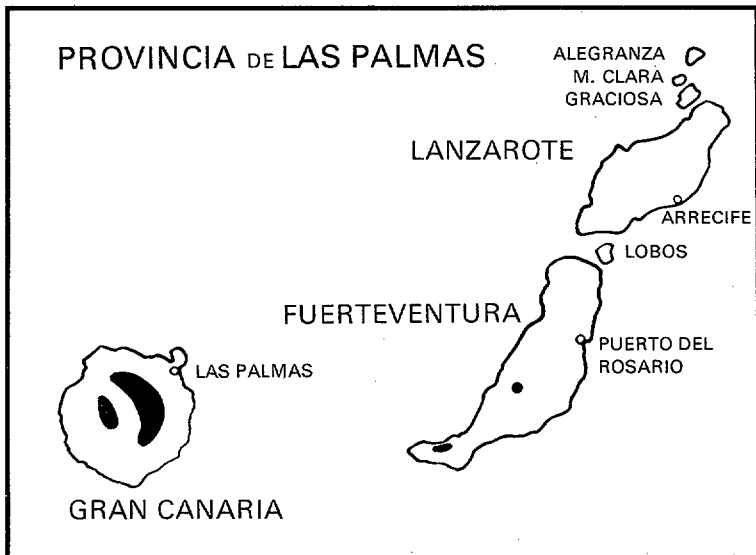 PROVINCIA DE LAS PALMAS
ALEGRANZA
M. CLARA
GRACIOSA
LANZAROTE
ARRECIFE
LOBOS
FUERTEVENTURA
PUERTO DEL
ROSARIO
LAS PALMAS
GRAN CANARIA